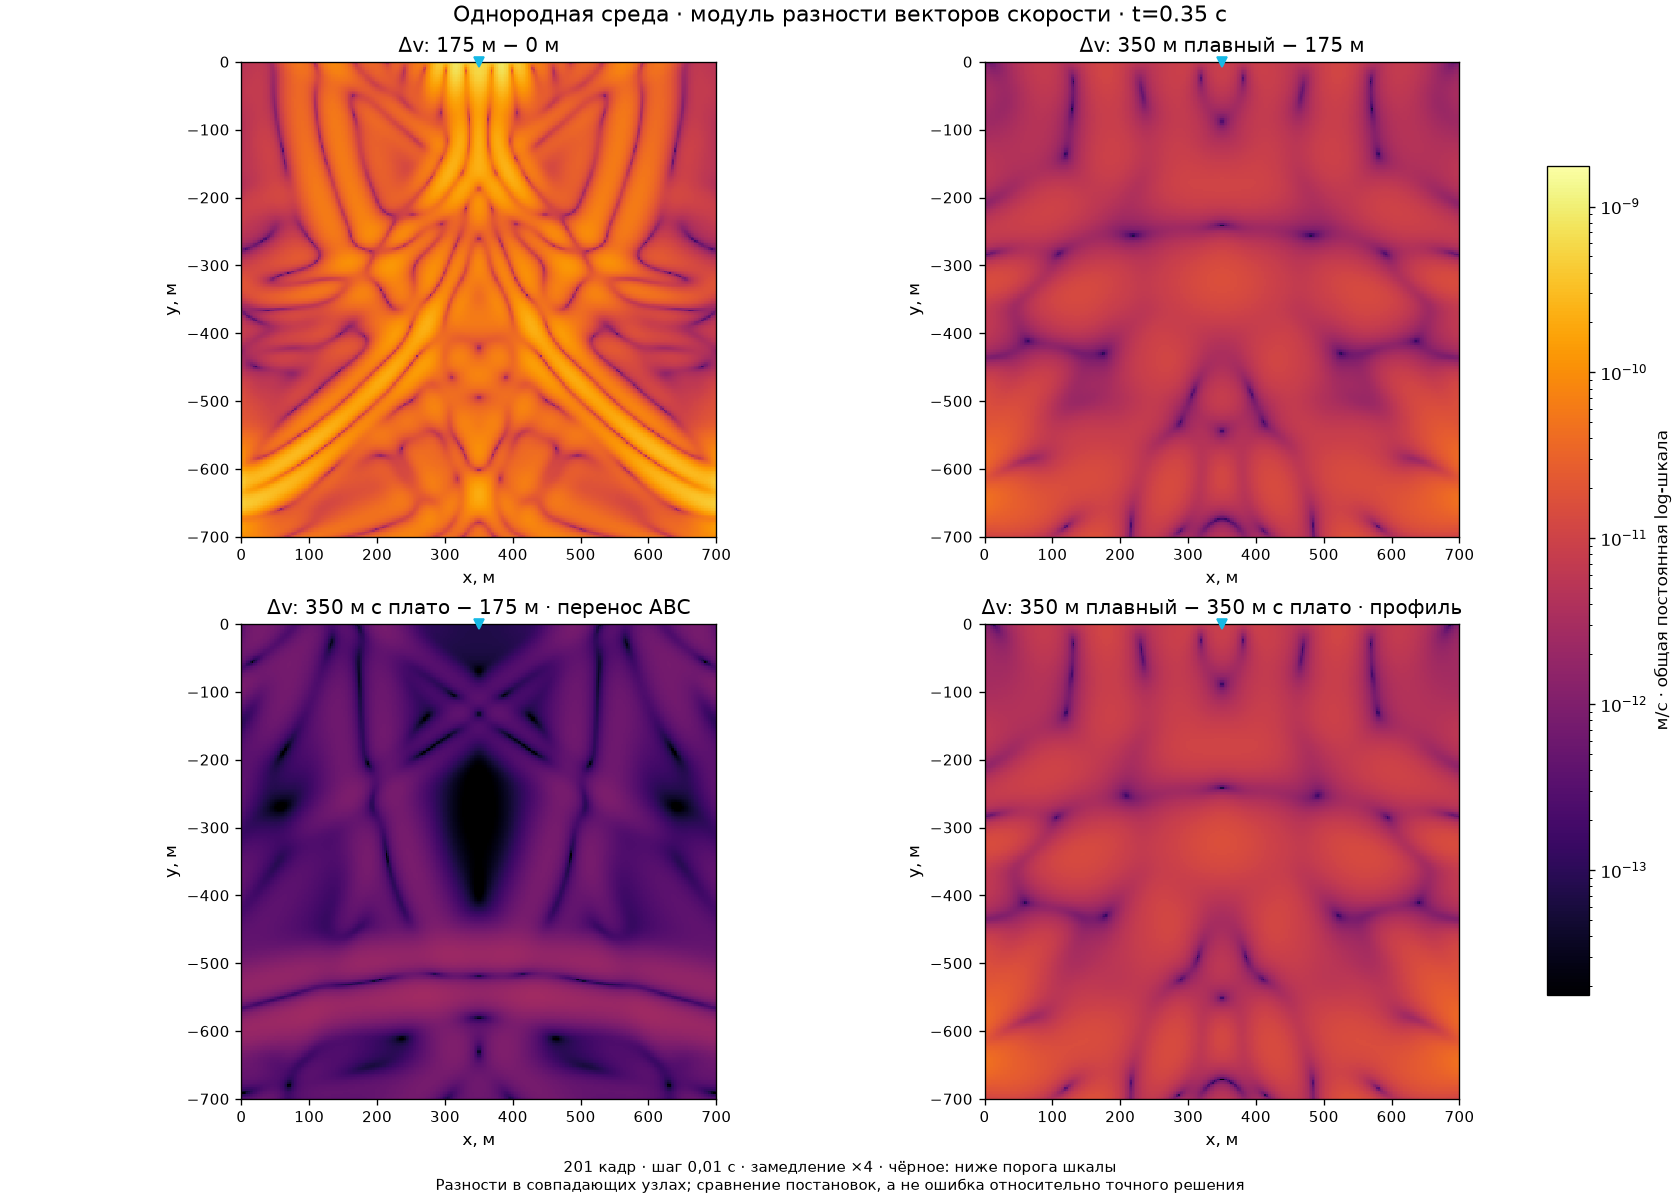 Однородная среда · модуль разности векторов скорости · t=0.35 с
Δv: 175 м − 0 м
Δv: 350 м плавный − 175 м
0
−100
−200
−300
−400
−500
−600
−700
y, м
0 100 200 300 400 500 600 700
x, м
0
−100
−200
−300
−400
−500
−600
−700
y, м
0 100 200 300 400 500 600 700
x, м
Δv: 350 м с плато − 175 м · перенос ABC
Δv: 350 м плавный − 350 м с плато · профиль
0
−100
−200
−300
−400
−500
−600
−700
y, м
0 100 200 300 400 500 600 700
x, м
0
−100
−200
−300
−400
−500
−600
−700
y, м
0 100 200 300 400 500 600 700
x, м
10⁻⁹
10⁻¹⁰
10⁻¹¹
10⁻¹²
10⁻¹³
м/с · общая постоянная log-шкала
201 кадр · шаг 0,01 с · замедление ×4 · чёрное: ниже порога шкалы
Разности в совпадающих узлах; сравнение постановок, а не ошибка относительно точного решения